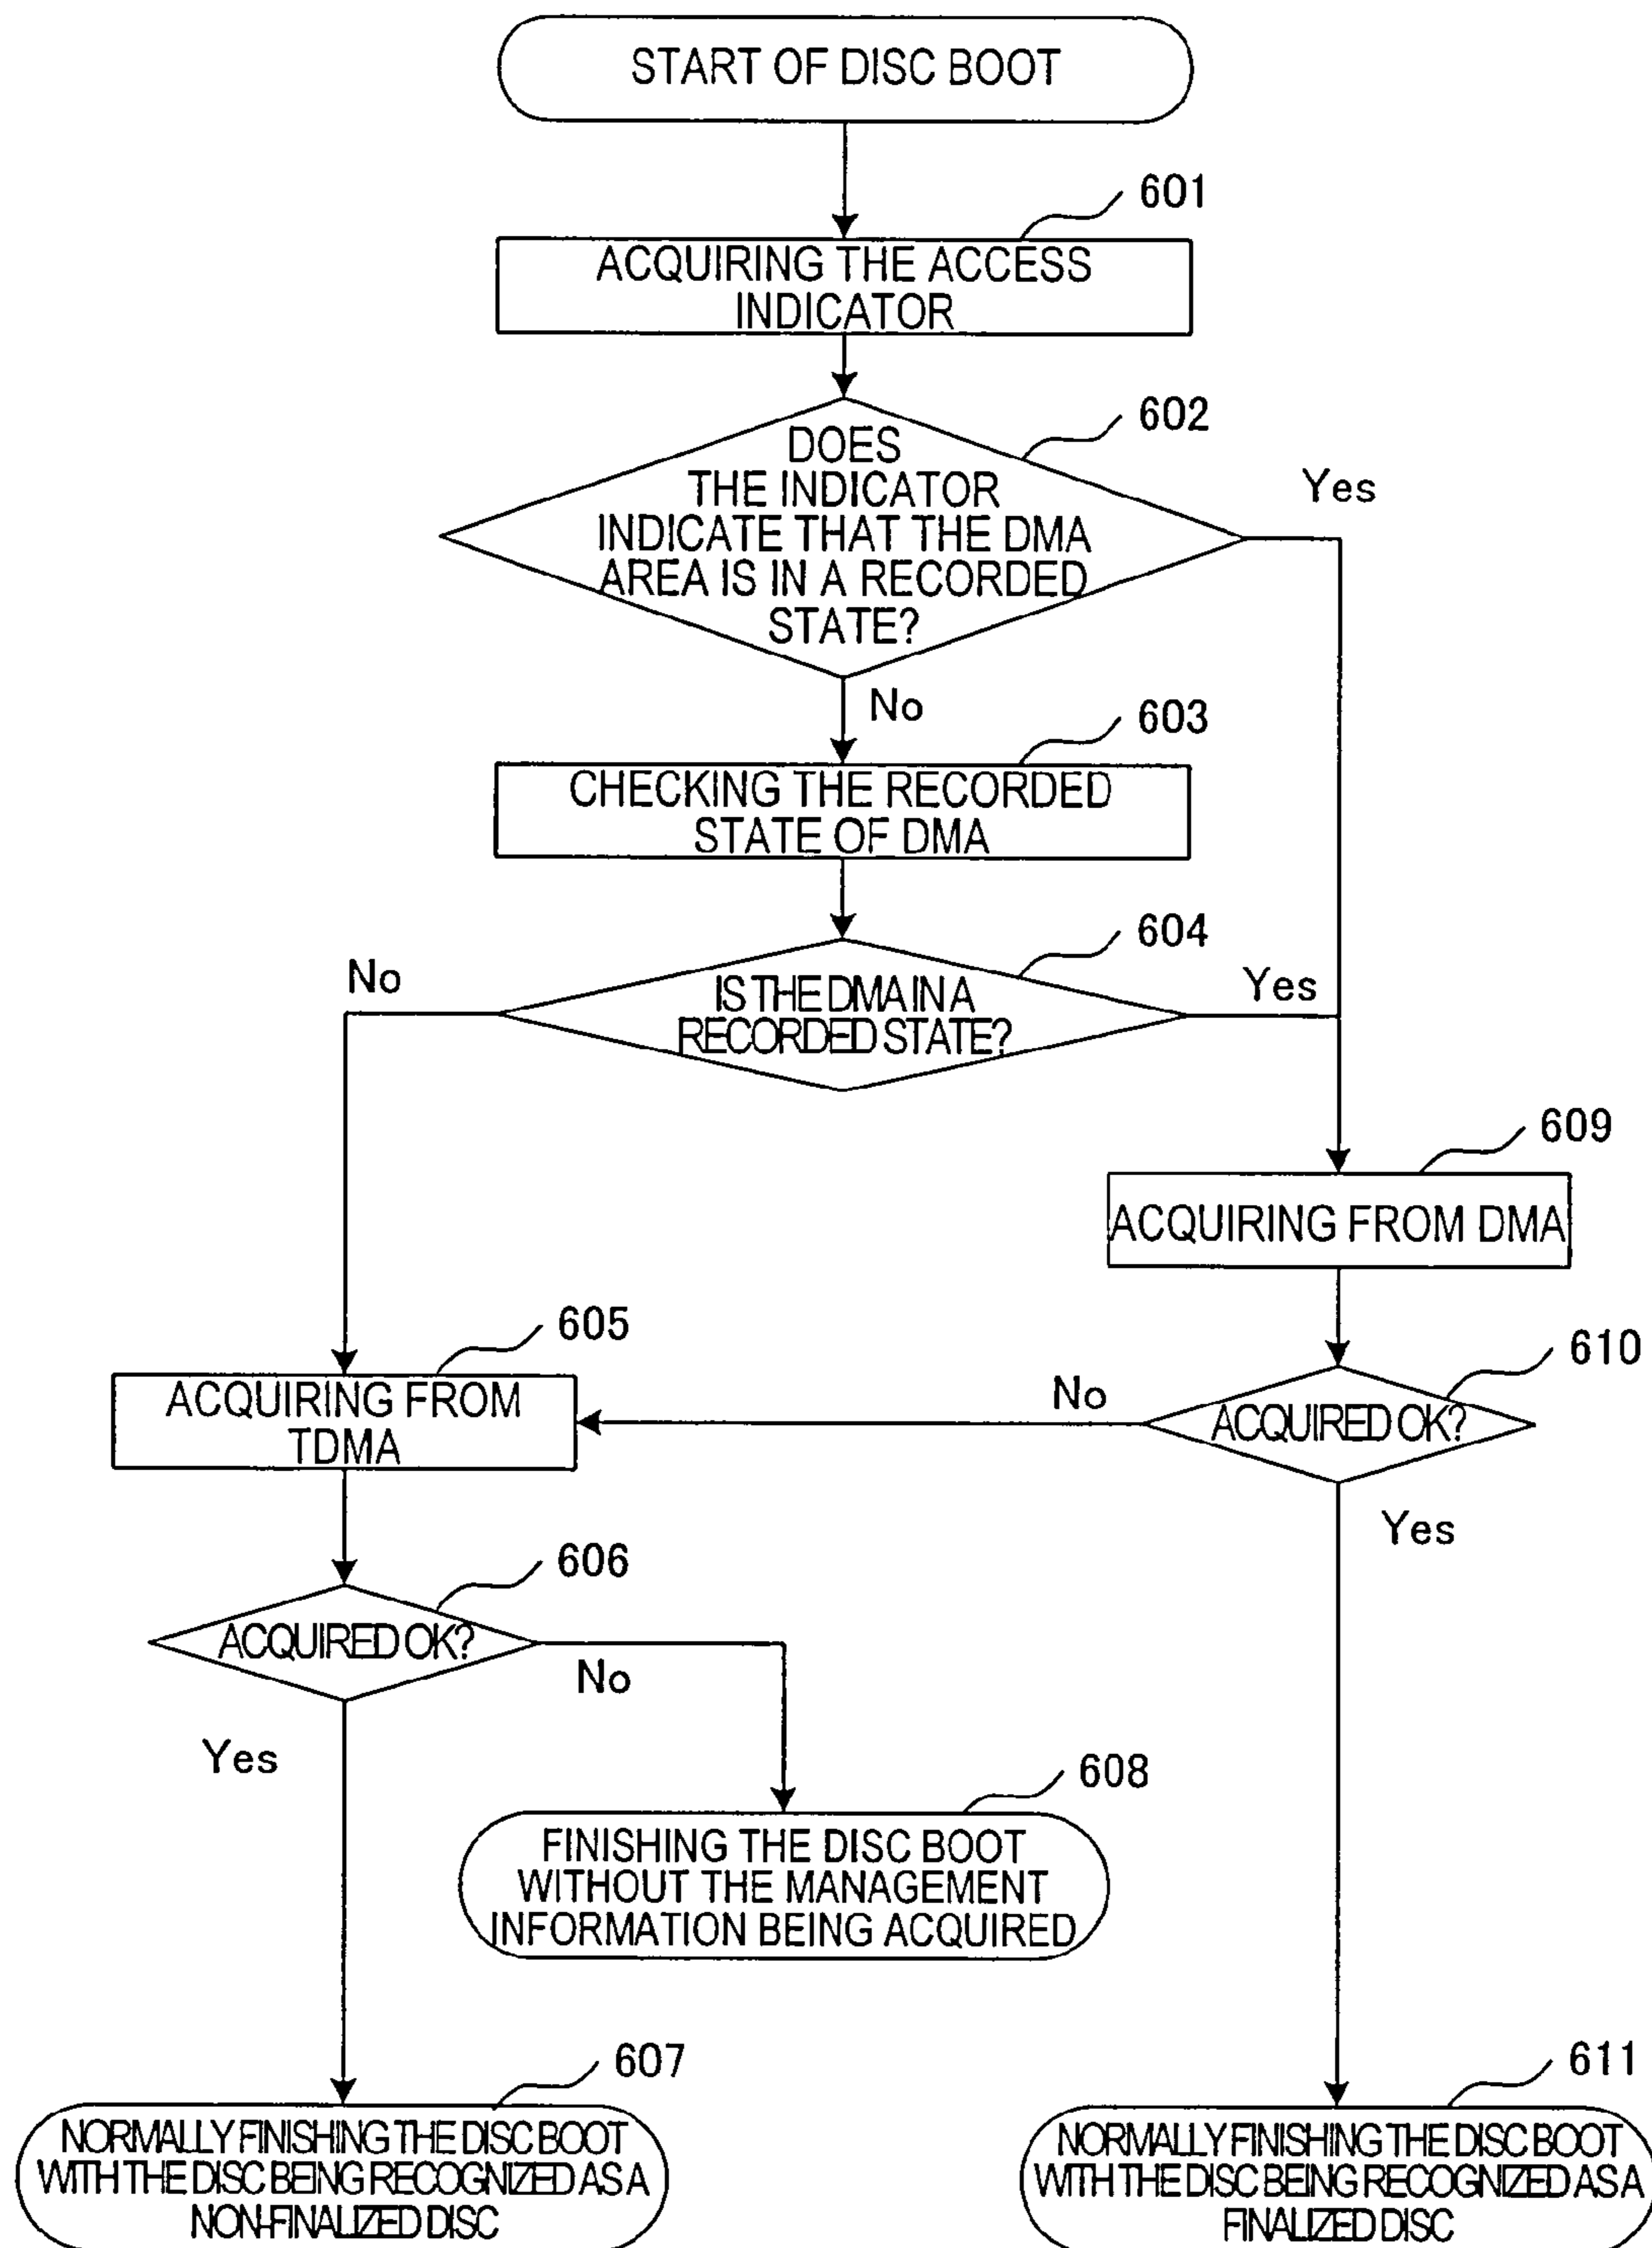 START OF DISC BOOT
601
ACQUIRING THE ACCESS
INDICATOR
602
DOES
THE INDICATOR
INDICATE THAT THE DMA
AREA IS IN A RECORDED
STATE?
Yes
No
603
CHECKING THE RECORDED
STATE OF DMA
604
No
IS THE DMA IN A
RECORDED STATE?
Yes
609
ACQUIRING FROM DMA
605
ACQUIRING FROM
TDMA
610
No
ACQUIRED OK?
Yes
606
ACQUIRED OK?
No
Yes
608
FINISHING THE DISC BOOT
WITHOUT THE MANAGEMENT
INFORMATION BEING ACQUIRED
607
NORMALLY FINISHING THE DISC BOOT
WITH THE DISC BEING RECOGNIZED AS A
NON-FINALIZED DISC
611
NORMALLY FINISHING THE DISC BOOT
WITH THE DISC BEING RECOGNIZED AS A
FINALIZED DISC